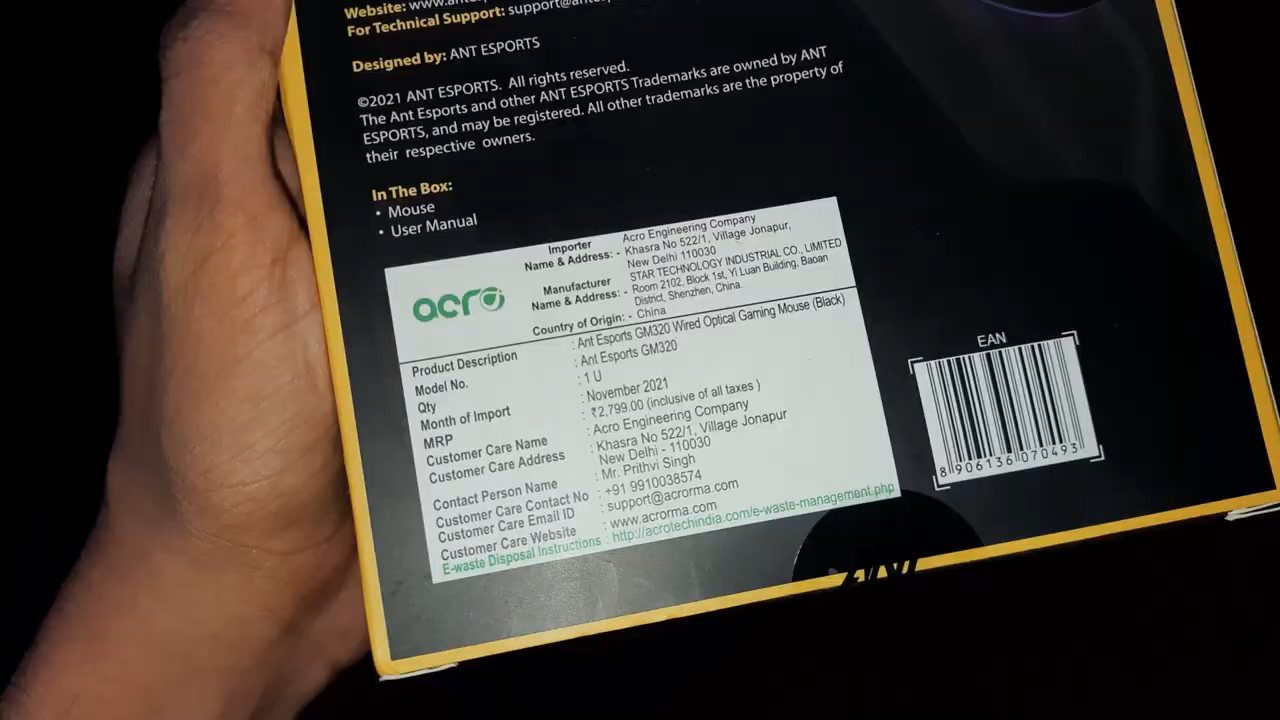 Website: www.
For Technical Support:
Designed by: ANT ESPORTS
©2021 ANT ESPORTS. All rights reserved.
The Ant Esports and other ANT ESPORTS Trademarks are owned by ANT
ESPORTS, and may be registered. All other trademarks are the property of
their respective owners.
In The Box:
• Mouse
• User Manual
acro
Importer
Name & Address: - Acro Engineering Company
Khasra No 522/1, Village Jonapur,
New Delhi 110030
Manufacturer
Name & Address: - STAR TECHNOLOGY INDUSTRIAL CO., LIMITED
Room 2102, Block 1st, Yi Luan Building, Baoan
District, Shenzhen, China.
Country of Origin: - China
Product Description : Ant Esports GM320 Wired Optical Gaming Mouse (Black)
Model No. : Ant Esports GM320
Qty : 1 U
Month of Import : November 2021
MRP : ₹2,799.00 (inclusive of all taxes )
Customer Care Name : Acro Engineering Company
Customer Care Address : Khasra No 522/1, Village Jonapur
New Delhi - 110030
Contact Person Name : Mr. Prithvi Singh
Customer Care Contact No : +91 9910038574
Customer Care Email ID : support@acrorma.com
Customer Care Website : www.acrorma.com
E-waste Disposal Instructions : http://acrotechindia.com/e-waste-management.php
EAN
8 906136 070493
ANT